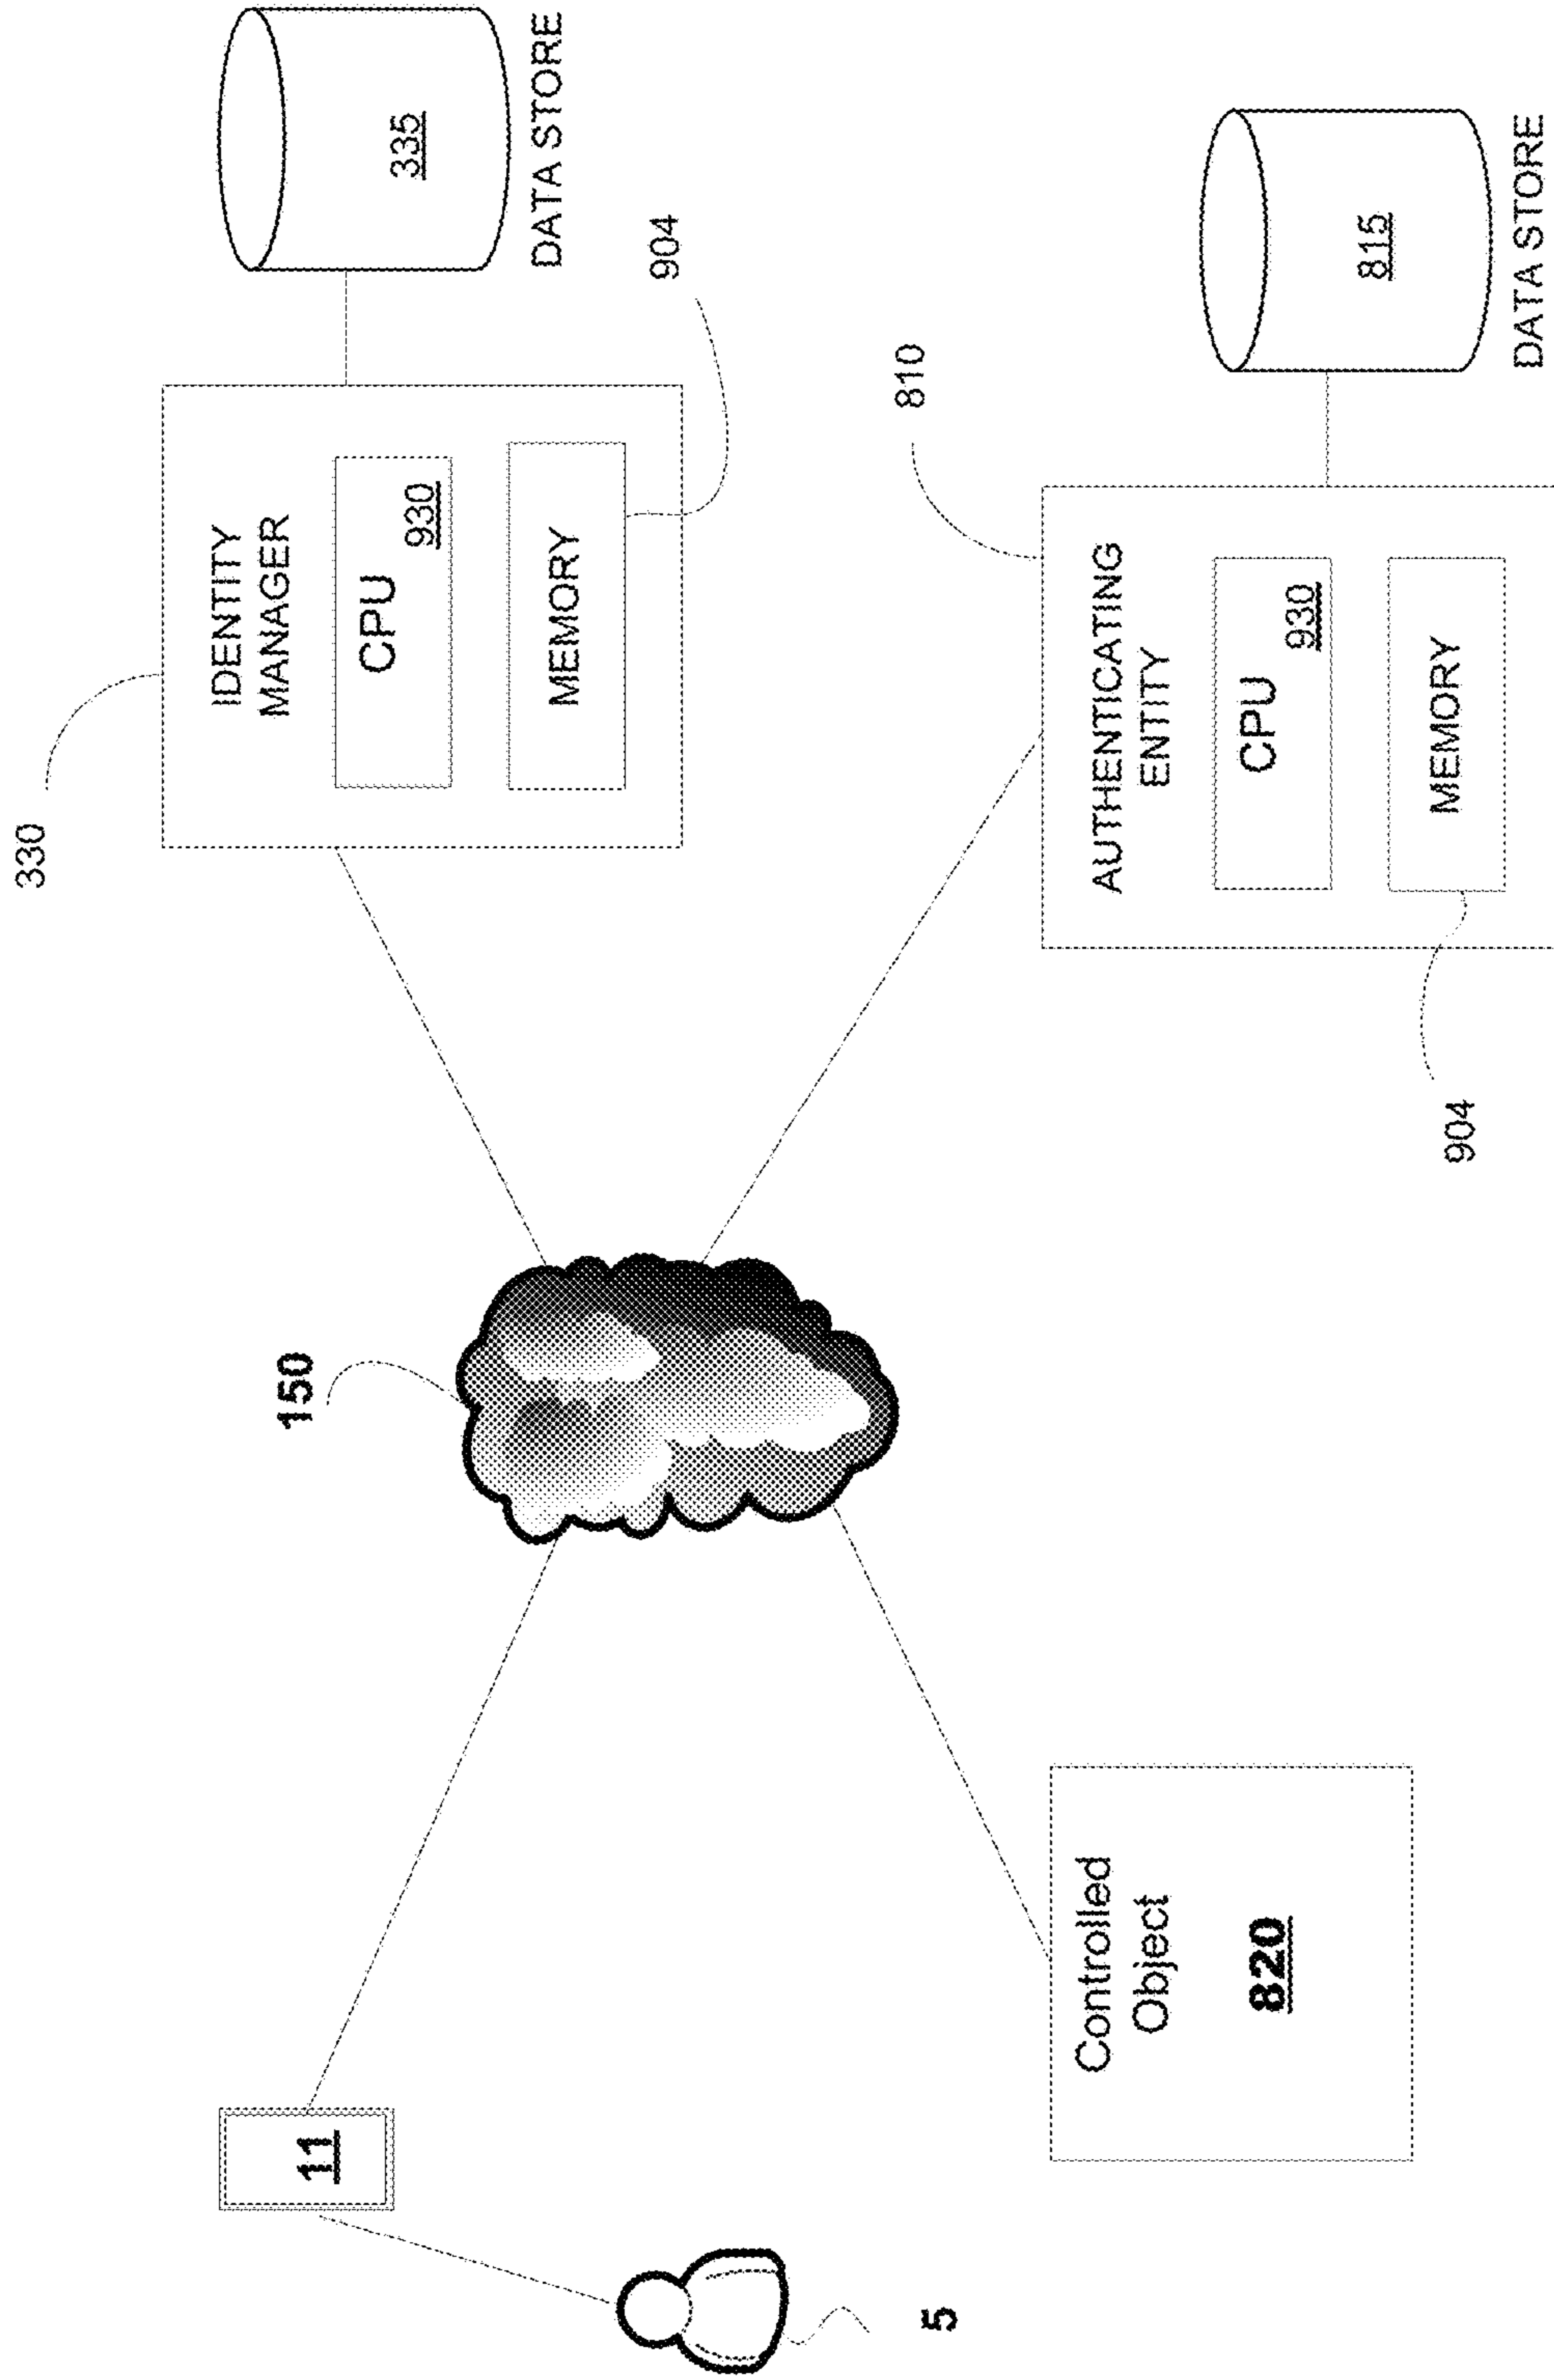 330
IDENTITY
MANAGER
CPU
930
MEMORY
904
335
DATA STORE
150
11
5
Controlled
Object
820
810
AUTHENTICATING
ENTITY
CPU
930
MEMORY
904
815
DATA STORE